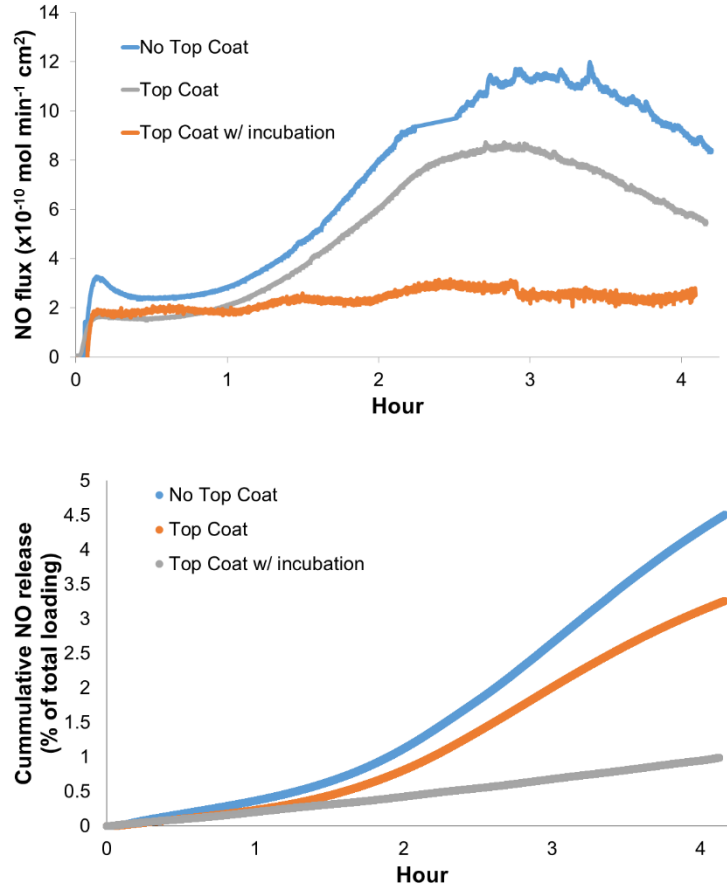 14
12
10
8
6
4
2
0
NO flux (x10⁻¹⁰ mol min⁻¹ cm²)
No Top Coat
Top Coat
Top Coat w/ incubation
0 1 2 3 4
Hour
5
4.5
4
3.5
3
2.5
2
1.5
1
0.5
0
Cummulative NO release
(% of total loading)
No Top Coat
Top Coat
Top Coat w/ incubation
0 1 2 3 4
Hour